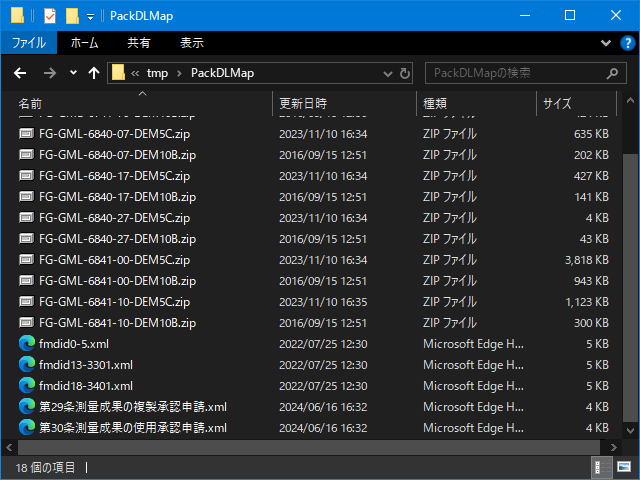 PackDLMap
ファイル ホーム 共有 表示
« tmp › PackDLMap PackDLMapの検索
名前 更新日時 種類 サイズ
FG-GML-6840-07-DEM5C.zip 2023/11/10 16:34 ZIP ファイル 635 KB
FG-GML-6840-07-DEM10B.zip 2016/09/15 12:51 ZIP ファイル 202 KB
FG-GML-6840-17-DEM5C.zip 2023/11/10 16:34 ZIP ファイル 427 KB
FG-GML-6840-17-DEM10B.zip 2016/09/15 12:51 ZIP ファイル 141 KB
FG-GML-6840-27-DEM5C.zip 2023/11/10 16:34 ZIP ファイル 4 KB
FG-GML-6840-27-DEM10B.zip 2016/09/15 12:51 ZIP ファイル 43 KB
FG-GML-6841-00-DEM5C.zip 2023/11/10 16:34 ZIP ファイル 3,818 KB
FG-GML-6841-00-DEM10B.zip 2016/09/15 12:51 ZIP ファイル 943 KB
FG-GML-6841-10-DEM5C.zip 2023/11/10 16:35 ZIP ファイル 1,123 KB
FG-GML-6841-10-DEM10B.zip 2016/09/15 12:51 ZIP ファイル 300 KB
fmdid0-5.xml 2022/07/25 12:30 Microsoft Edge H... 5 KB
fmdid13-3301.xml 2022/07/25 12:30 Microsoft Edge H... 5 KB
fmdid18-3401.xml 2022/07/25 12:30 Microsoft Edge H... 5 KB
第29条測量成果の複製承認申請.xml 2024/06/16 16:32 Microsoft Edge H... 4 KB
第30条測量成果の使用承認申請.xml 2024/06/16 16:32 Microsoft Edge H... 4 KB
18 個の項目